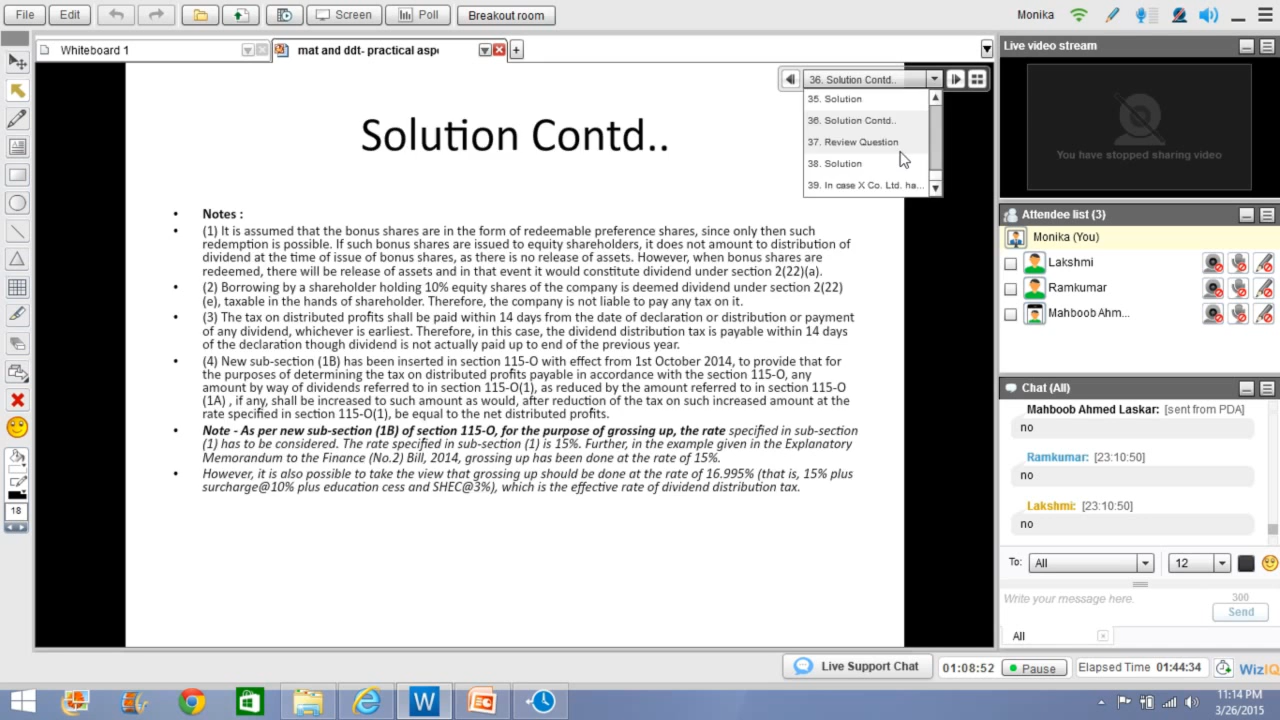 File
Edit
Screen
Poll
Breakout room
Monika
Whiteboard 1
mat and ddt- practical asp
36. Solution Contd..
35. Solution
36. Solution Contd..
37. Review Question
38. Solution
39. In case X Co. Ltd. ha...
Solution Contd..
• Notes :
• (1) It is assumed that the bonus shares are in the form of redeemable preference shares, since only then such
redemption is possible. If such bonus shares are issued to equity shareholders, it does not amount to distribution of
dividend at the time of issue of bonus shares, as there is no release of assets. However, when bonus shares are
redeemed, there will be release of assets and in that event it would constitute dividend under section 2(22)(a).
• (2) Borrowing by a shareholder holding 10% equity shares of the company is deemed dividend under section 2(22)
(e), taxable in the hands of shareholder. Therefore, the company is not liable to pay any tax on it.
• (3) The tax on distributed profits shall be paid within 14 days from the date of declaration or distribution or payment
of any dividend, whichever is earliest. Therefore, in this case, the dividend distribution tax is payable within 14 days
of the declaration though dividend is not actually paid up to end of the previous year.
• (4) New sub-section (1B) has been inserted in section 115-O with effect from 1st October 2014, to provide that for
the purposes of determining the tax on distributed profits payable in accordance with the section 115-O, any
amount by way of dividends referred to in section 115-O(1), as reduced by the amount referred to in section 115-O
(1A) , if any, shall be increased to such amount as would, after reduction of the tax on such increased amount at the
rate specified in section 115-O(1), be equal to the net distributed profits.
• Note - As per new sub-section (1B) of section 115-O, for the purpose of grossing up, the rate specified in sub-section
(1) has to be considered. The rate specified in sub-section (1) is 15%. Further, in the example given in the Explanatory
Memorandum to the Finance (No.2) Bill, 2014, grossing up has been done at the rate of 15%.
• However, it is also possible to take the view that grossing up should be done at the rate of 16.995% (that is, 15% plus
surcharge@10% plus education cess and SHEC@3%), which is the effective rate of dividend distribution tax.
18
Live video stream
You have stopped sharing video
Attendee list (3)
Monika (You)
Lakshmi
Ramkumar
Mahboob Ahm...
Chat (All)
Mahboob Ahmed Laskar: [sent from PDA]
no
Ramkumar: [23:10:50]
no
Lakshmi: [23:10:50]
no
To: All 12
Write your message here.
300
Send
All
Live Support Chat
01:08:52
Pause
Elapsed Time 01:44:34
WizIQ
11:14 PM
3/26/2015